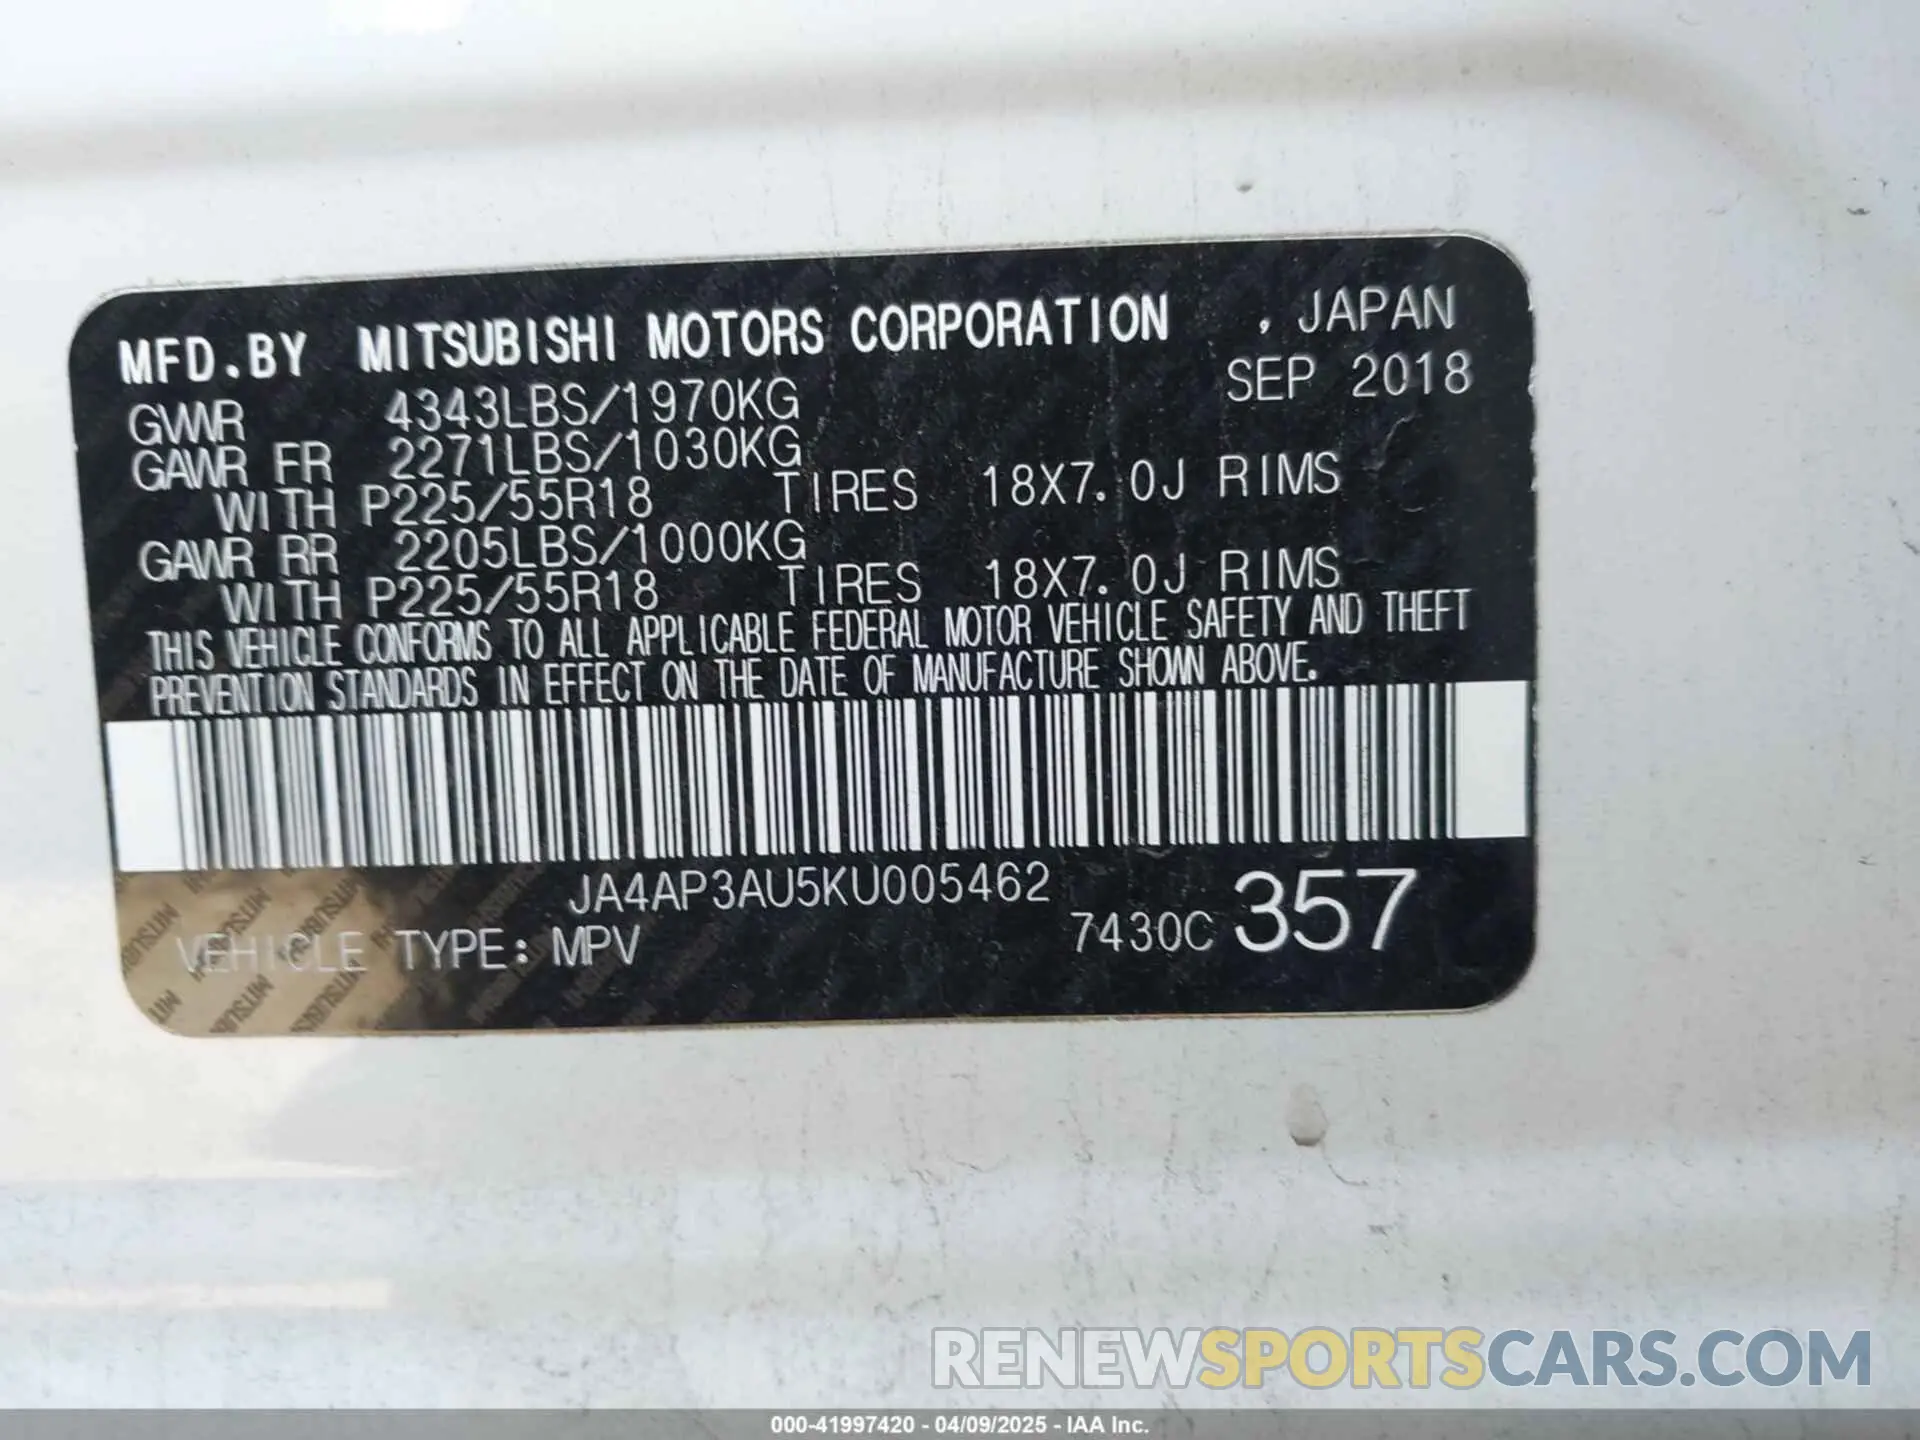 MFD.BY MITSUBISHI MOTORS CORPORATION , JAPAN
SEP 2018
GVWR 4343LBS/1970KG
GAWR FR 2271LBS/1030KG
WITH P225/55R18 TIRES 18X7.0J RIMS
GAWR RR 2205LBS/1000KG
WITH P225/55R18 TIRES 18X7.0J RIMS
THIS VEHICLE CONFORMS TO ALL APPLICABLE FEDERAL MOTOR VEHICLE SAFETY AND THEFT
PREVENTION STANDARDS IN EFFECT ON THE DATE OF MANUFACTURE SHOWN ABOVE.
JA4AP3AU5KU005462
VEHICLE TYPE: MPV 7430C 357
RENEWSPORTSCARS.COM
000-41997420 - 04/09/2025 - IAA Inc.